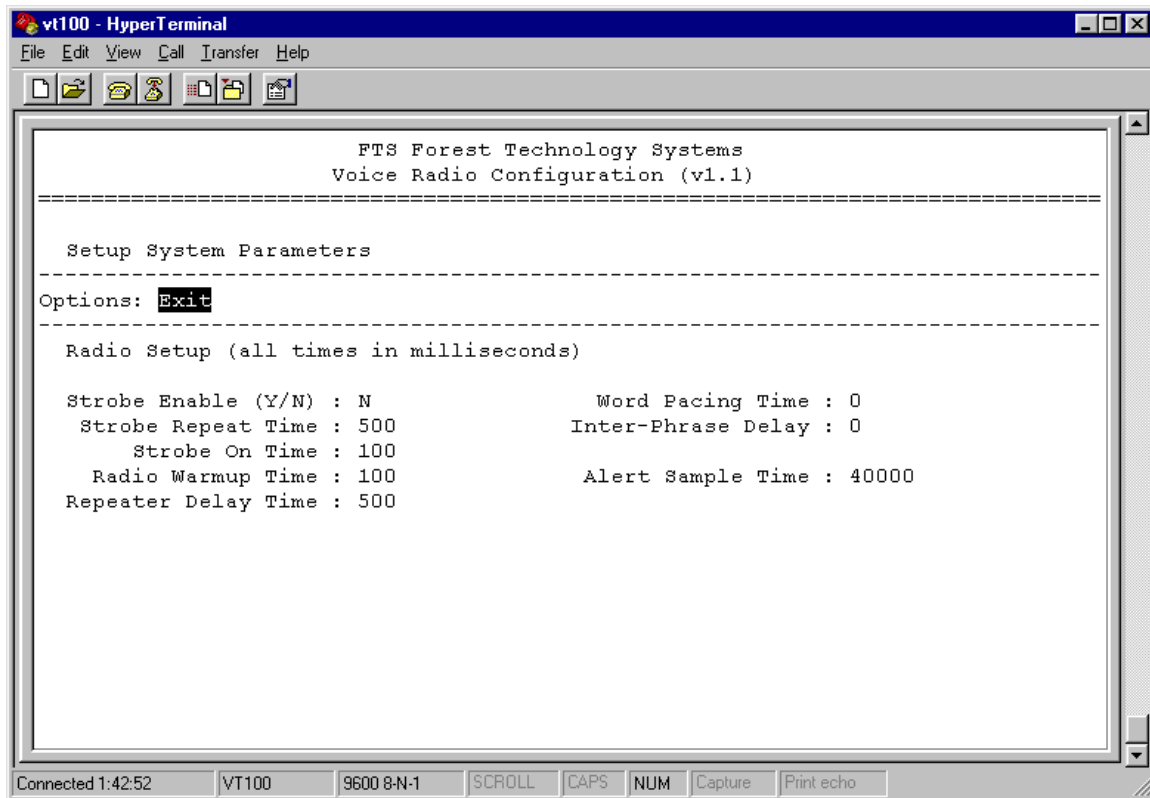 vt100 - HyperTerminal
File Edit View Call Transfer Help
FTS Forest Technology Systems
Voice Radio Configuration (v1.1)
================================================================================
Setup System Parameters
--------------------------------------------------------------------------------
Options: Exit
--------------------------------------------------------------------------------
Radio Setup (all times in milliseconds)
Strobe Enable (Y/N) : N Word Pacing Time : 0
Strobe Repeat Time : 500 Inter-Phrase Delay : 0
Strobe On Time : 100
Radio Warmup Time : 100 Alert Sample Time : 40000
Repeater Delay Time : 500
Connected 1:42:52 VT100 9600 8-N-1 SCROLL CAPS NUM Capture Print echo